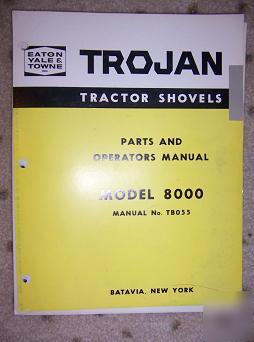 EATON
YALE &
TOWNE
TROJAN
TRACTOR SHOVELS
PARTS AND
OPERATORS MANUAL
MODEL 8000
MANUAL No. TB055
BATAVIA, NEW YORK